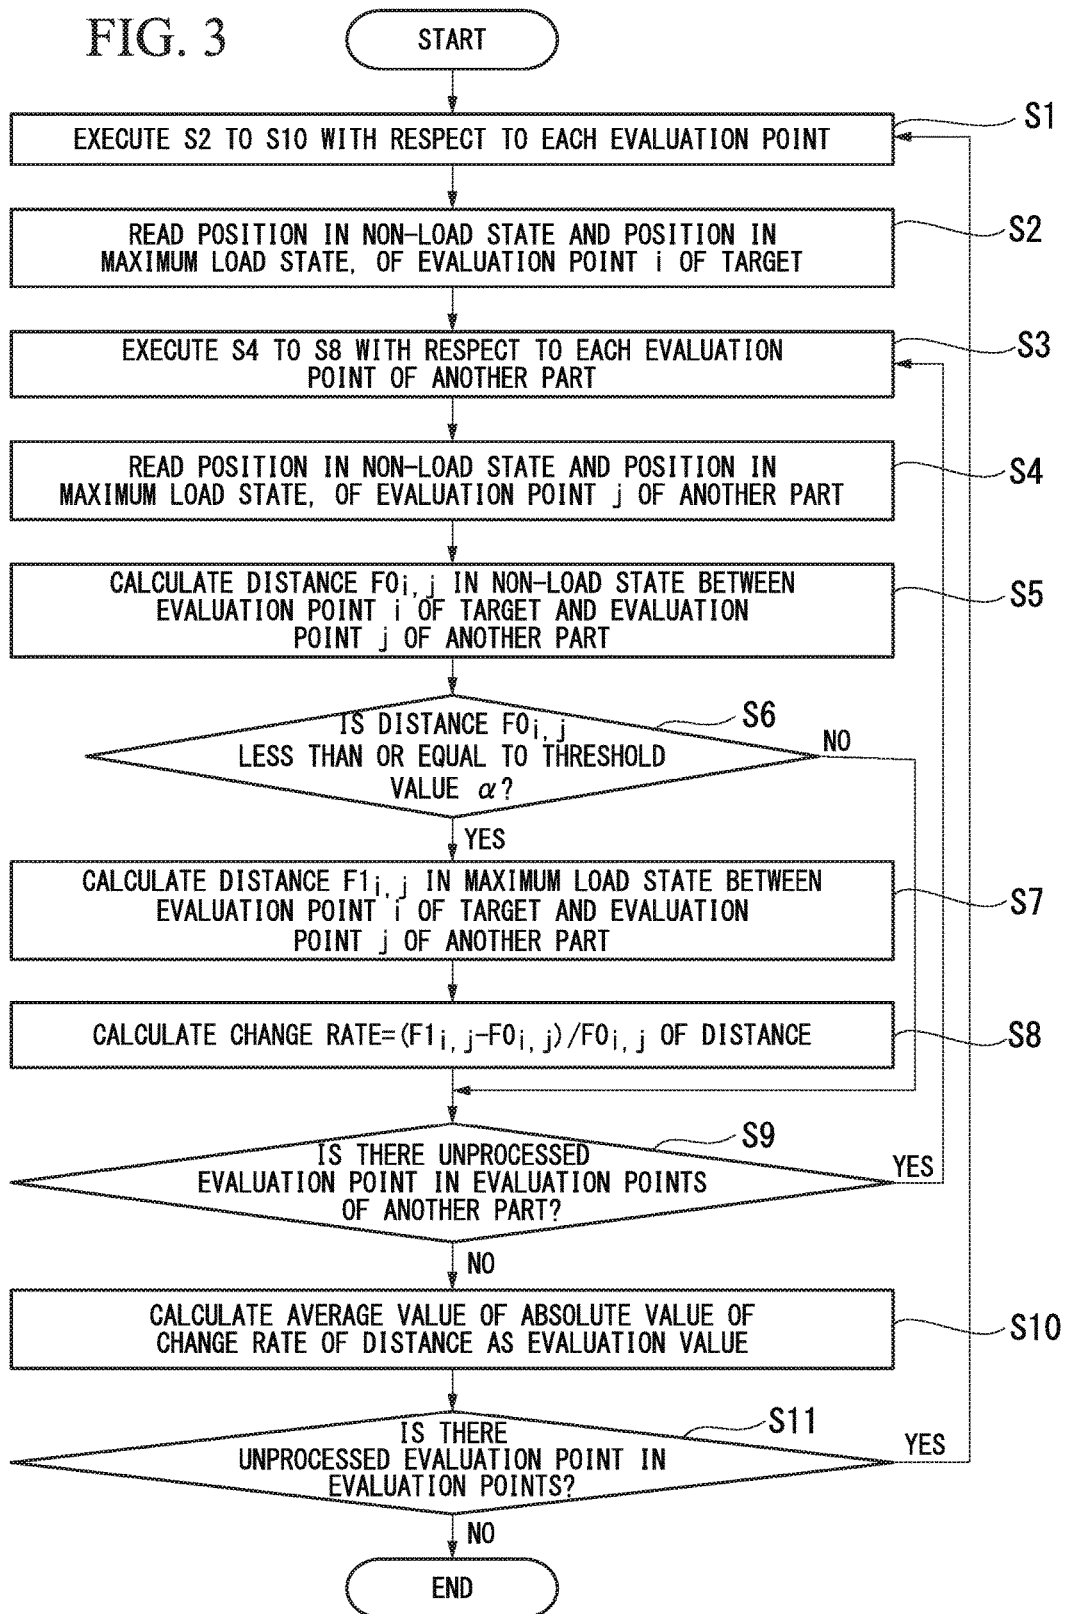 FIG. 3
START
S1
EXECUTE S2 TO S10 WITH RESPECT TO EACH EVALUATION POINT
S2
READ POSITION IN NON-LOAD STATE AND POSITION IN
MAXIMUM LOAD STATE, OF EVALUATION POINT i OF TARGET
S3
EXECUTE S4 TO S8 WITH RESPECT TO EACH EVALUATION
POINT OF ANOTHER PART
S4
READ POSITION IN NON-LOAD STATE AND POSITION IN
MAXIMUM LOAD STATE, OF EVALUATION POINT j OF ANOTHER PART
S5
CALCULATE DISTANCE F0i, j IN NON-LOAD STATE BETWEEN
EVALUATION POINT i OF TARGET AND EVALUATION
POINT j OF ANOTHER PART
S6
IS DISTANCE F0i, j
LESS THAN OR EQUAL TO THRESHOLD
VALUE α?
NO
YES
S7
CALCULATE DISTANCE F1i, j IN MAXIMUM LOAD STATE BETWEEN
EVALUATION POINT i OF TARGET AND EVALUATION
POINT j OF ANOTHER PART
S8
CALCULATE CHANGE RATE=(F1i, j-F0i, j)/F0i, j OF DISTANCE
S9
IS THERE UNPROCESSED
EVALUATION POINT IN EVALUATION POINTS
OF ANOTHER PART?
YES
NO
S10
CALCULATE AVERAGE VALUE OF ABSOLUTE VALUE OF
CHANGE RATE OF DISTANCE AS EVALUATION VALUE
S11
IS THERE
UNPROCESSED EVALUATION POINT IN
EVALUATION POINTS?
YES
NO
END